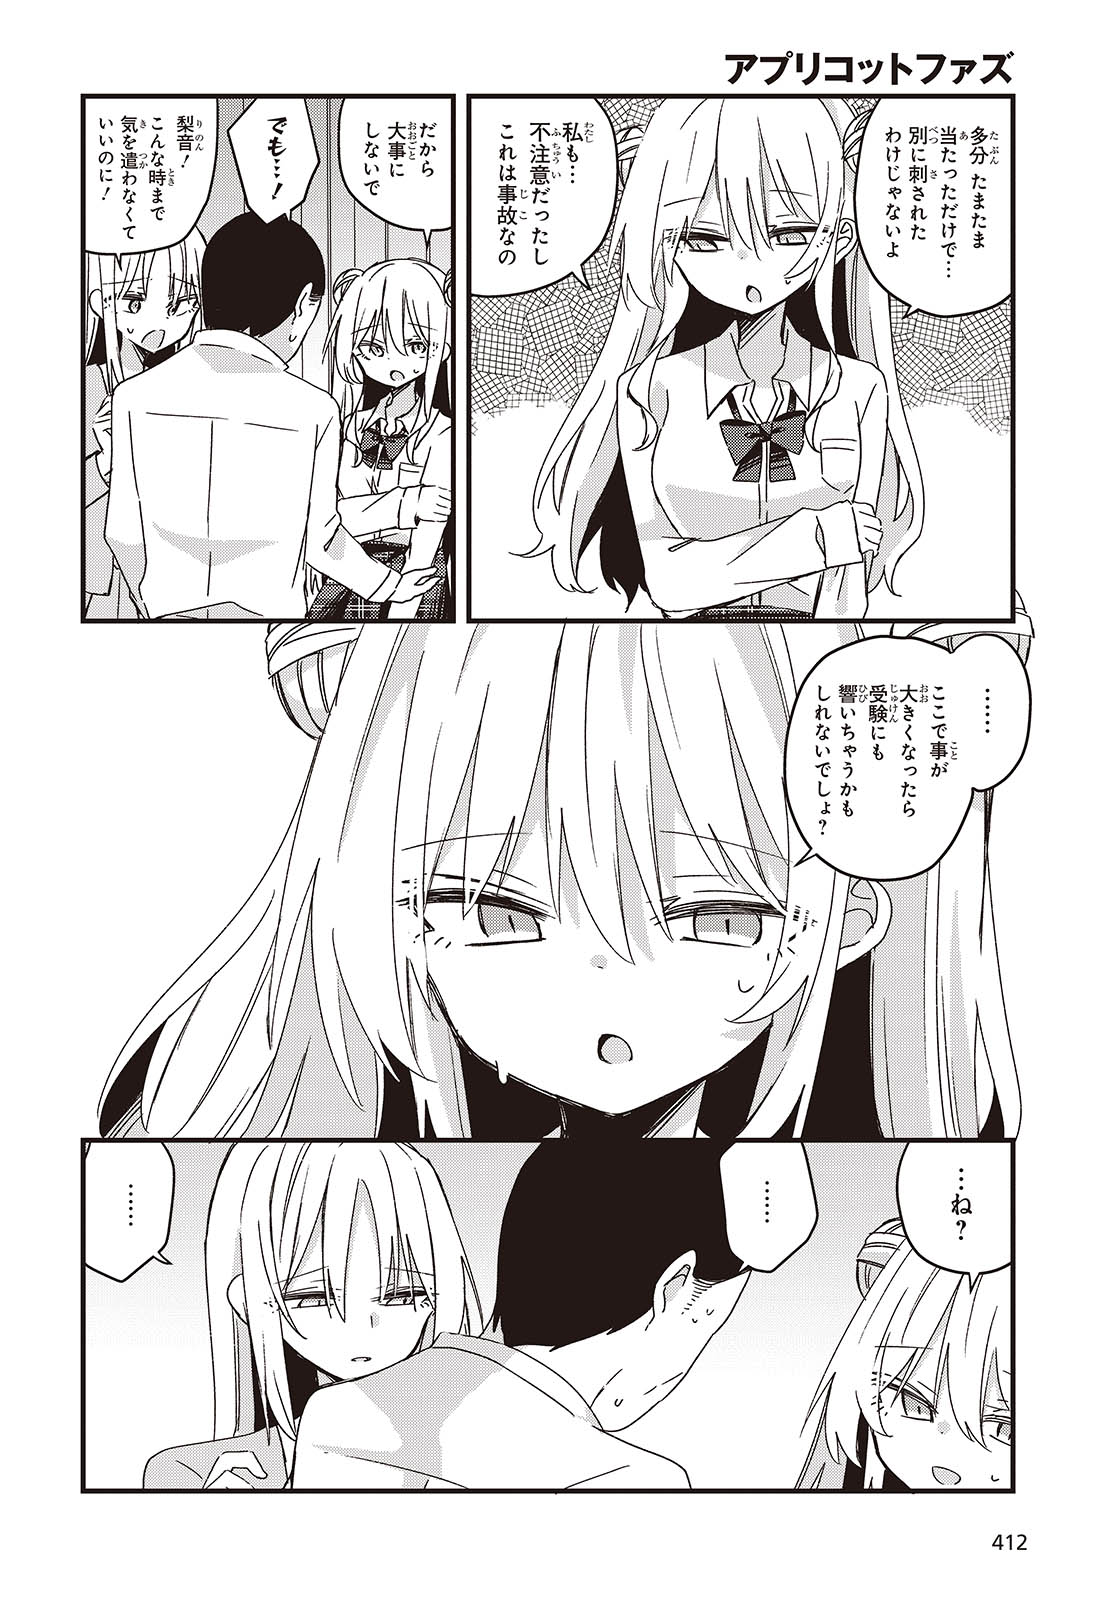 アプリコットファズ
多分たまたま
当たっただけで…
別に刺された
わけじゃないよ
私も…
不注意だったし
これは事故なの
だから
大事に
しないで
でも…！
梨音！
こんな時まで
気を遣わなくて
いいのに！
……
ここで事が
大きくなったら
受験にも
響いちゃうかも
しれないでしょ？
…ね？
……
……
412